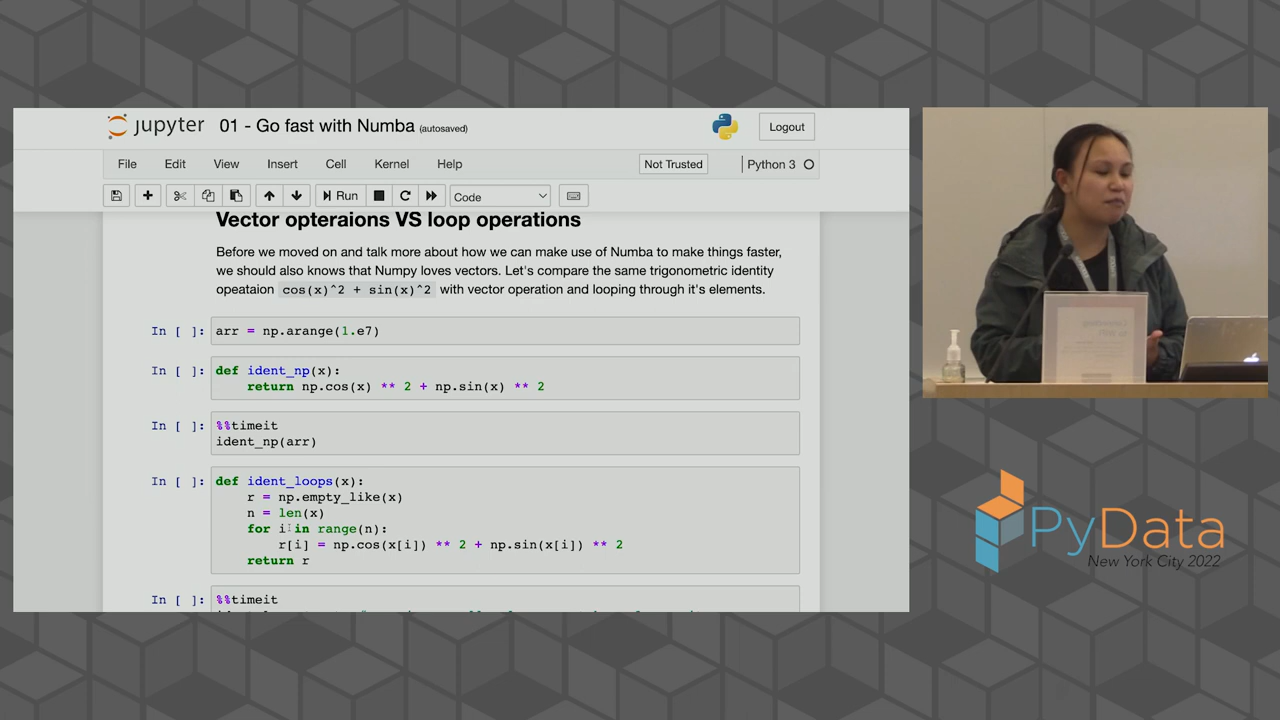 jupyter 01 - Go fast with Numba (autosaved) Logout
File Edit View Insert Cell Kernel Help Not Trusted Python 3
Run Code
Vector opteraions VS loop operations
Before we moved on and talk more about how we can make use of Numba to make things faster,
we should also knows that Numpy loves vectors. Let's compare the same trigonometric identity
opeataion cos(x)^2 + sin(x)^2 with vector operation and looping through it's elements.
In [ ]: arr = np.arange(1.e7)
In [ ]: def ident_np(x):
return np.cos(x) ** 2 + np.sin(x) ** 2
In [ ]: %%timeit
ident_np(arr)
In [ ]: def ident_loops(x):
r = np.empty_like(x)
n = len(x)
for i in range(n):
r[i] = np.cos(x[i]) ** 2 + np.sin(x[i]) ** 2
return r
In [ ]: %%timeit
PyData
New York City 2022